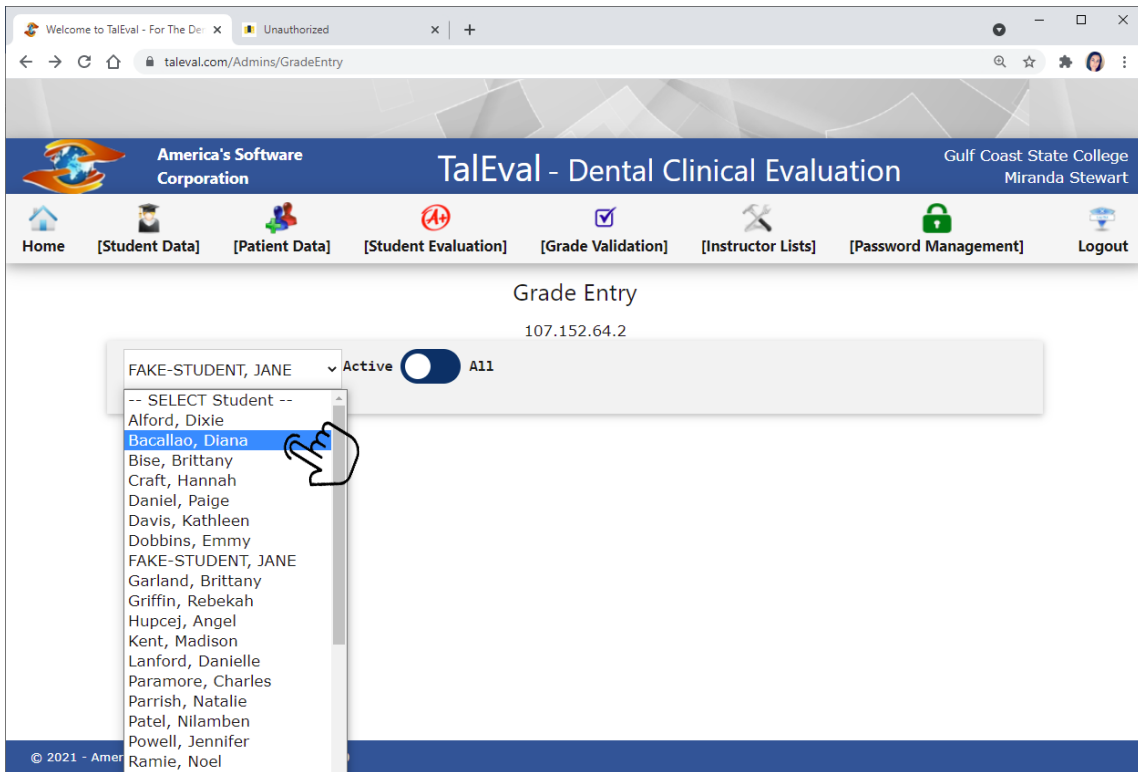 Welcome to TalEval - For The Der
Unauthorized
taleval.com/Admins/GradeEntry
America's Software
Corporation
TalEval - Dental Clinical Evaluation
Gulf Coast State College
Miranda Stewart
Home [Student Data] [Patient Data] [Student Evaluation] [Grade Validation] [Instructor Lists] [Password Management] Logout
Grade Entry
107.152.64.2
FAKE-STUDENT, JANE Active All
-- SELECT Student --
Alford, Dixie
Bacallao, Diana
Bise, Brittany
Craft, Hannah
Daniel, Paige
Davis, Kathleen
Dobbins, Emmy
FAKE-STUDENT, JANE
Garland, Brittany
Griffin, Rebekah
Hupcej, Angel
Kent, Madison
Lanford, Danielle
Paramore, Charles
Parrish, Natalie
Patel, Nilamben
Powell, Jennifer
Ramie, Noel
© 2021 - Amer